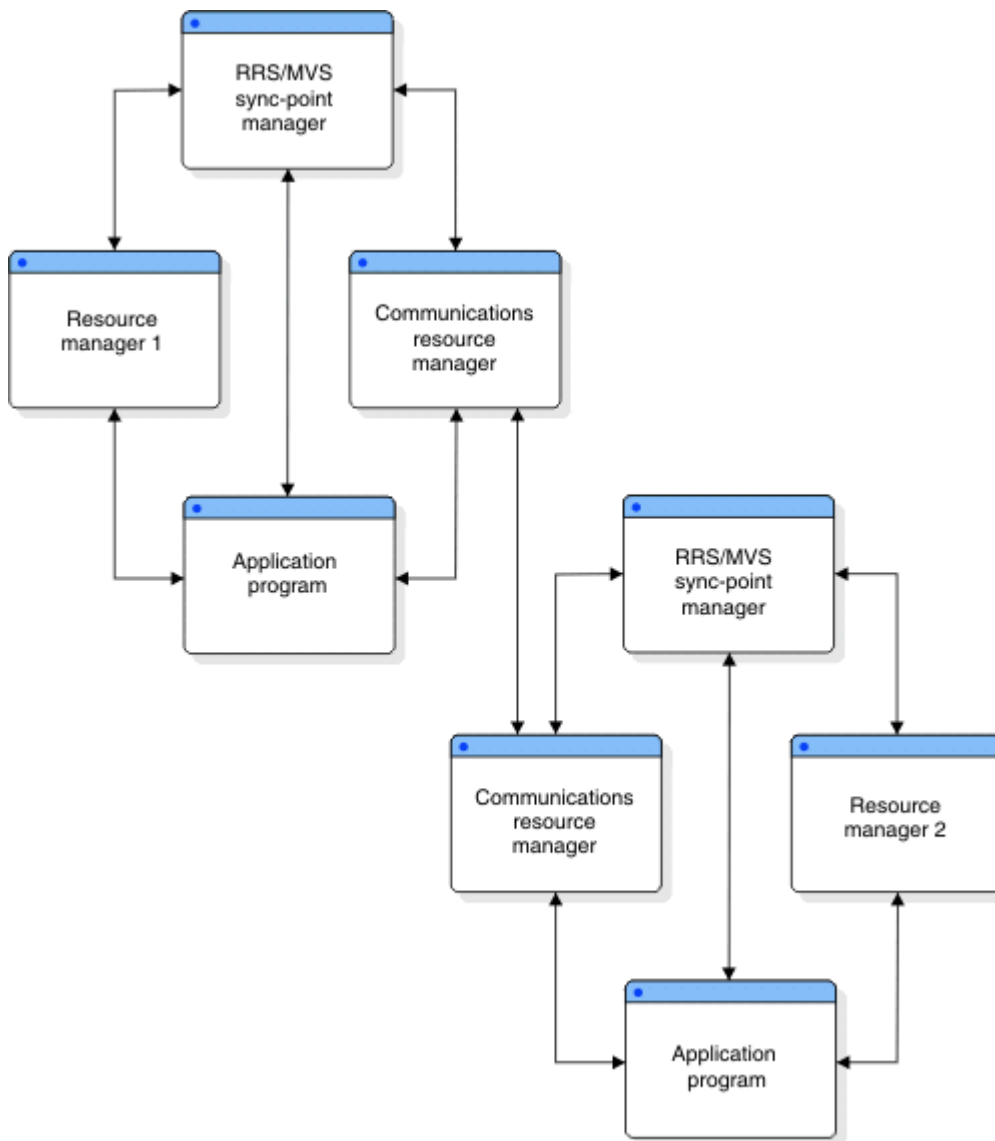 RRS/MVS
sync-point
manager
Resource
manager 1
Communications
resource
manager
Application
program
RRS/MVS
sync-point
manager
Communications
resource
manager
Resource
manager 2
Application
program